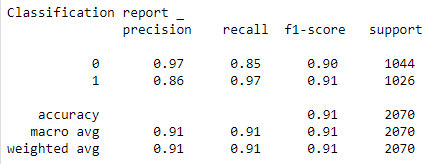 Classification report _
precision recall f1-score support
0 0.97 0.85 0.90 1044
1 0.86 0.97 0.91 1026
accuracy 0.91 2070
macro avg 0.91 0.91 0.91 2070
weighted avg 0.91 0.91 0.91 2070